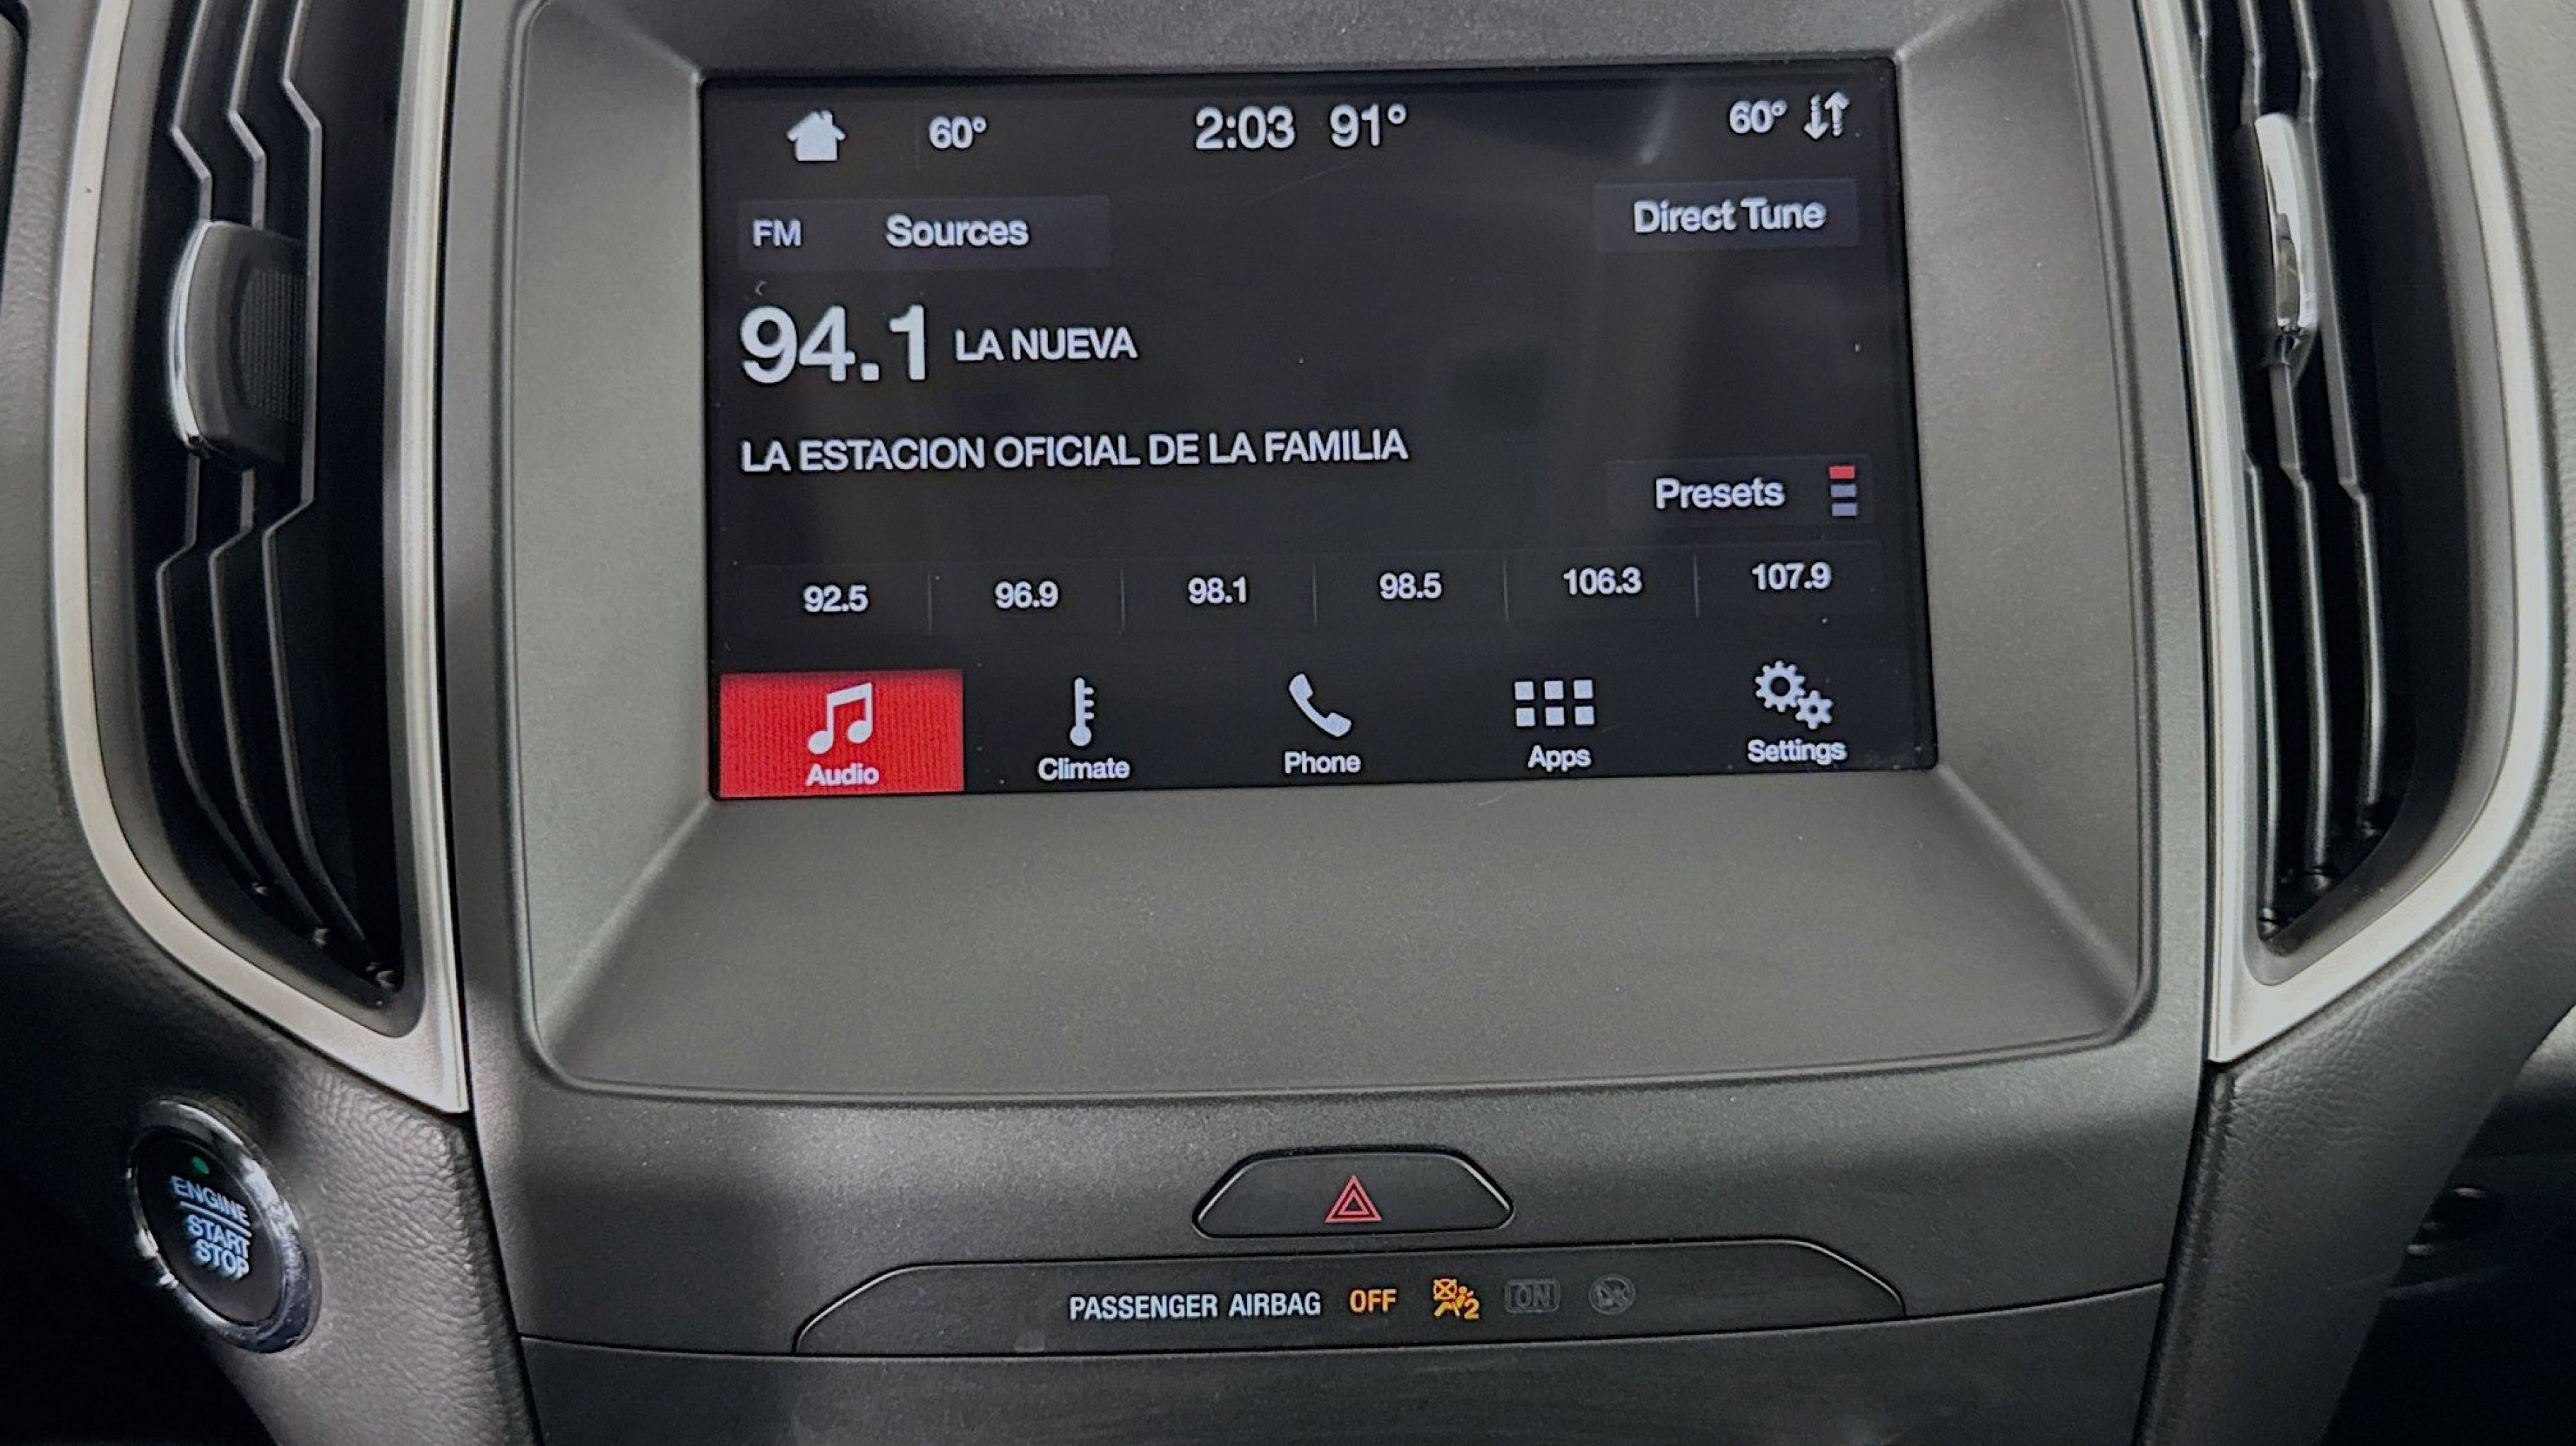 60° 2:03 91° 60°
FM Sources Direct Tune
94.1 LA NUEVA
LA ESTACION OFICIAL DE LA FAMILIA
Presets
92.5 96.9 98.1 98.5 106.3 107.9
Audio Climate Phone Apps Settings
ENGINE
START
STOP
PASSENGER AIRBAG OFF 2 ON